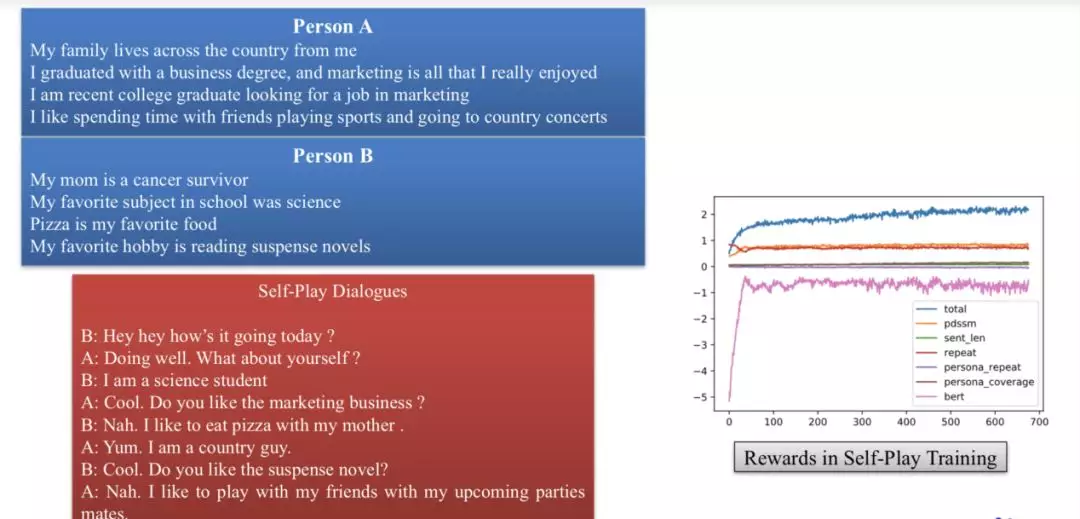 Person A
My family lives across the country from me
I graduated with a business degree, and marketing is all that I really enjoyed
I am recent college graduate looking for a job in marketing
I like spending time with friends playing sports and going to country concerts
Person B
My mom is a cancer survivor
My favorite subject in school was science
Pizza is my favorite food
My favorite hobby is reading suspense novels
Self-Play Dialogues
B: Hey hey how's it going today ?
A: Doing well. What about yourself ?
B: I am a science student
A: Cool. Do you like the marketing business ?
B: Nah. I like to eat pizza with my mother .
A: Yum. I am a country guy.
B: Cool. Do you like the suspense novel?
A: Nah. I like to play with my friends with my upcoming parties
mates.
2
1
0
−1
−2
−3
−4
−5
0 100 200 300 400 500 600 700
total
pdssm
sent_len
repeat
persona_repeat
persona_coverage
bert
Rewards in Self-Play Training